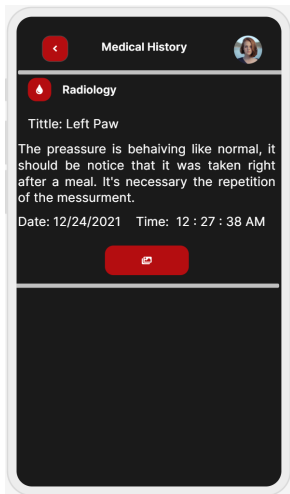 Medical History
Radiology
Tittle: Left Paw
The preassure is behaiving like normal, it
should be notice that it was taken right
after a meal. It's necessary the repetition
of the messurment.
Date: 12/24/2021 Time: 12 : 27 : 38 AM